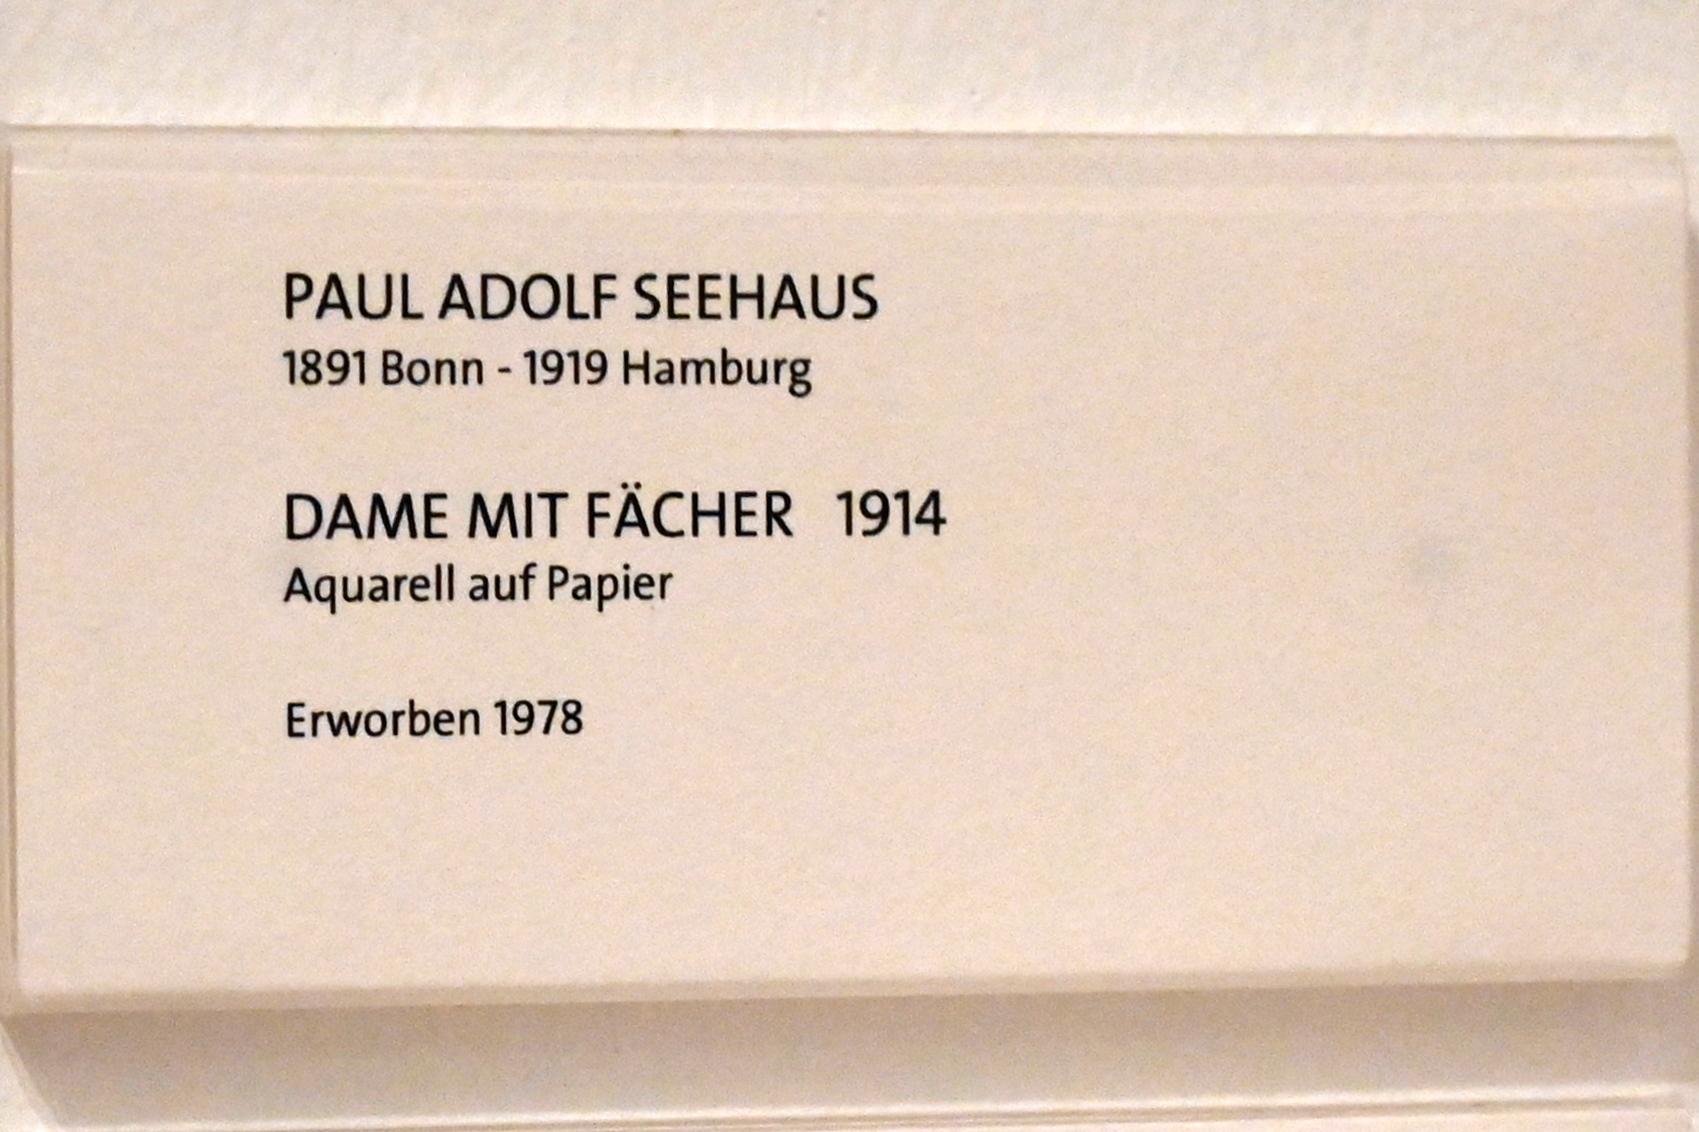 PAUL ADOLF SEEHAUS
1891 Bonn - 1919 Hamburg
DAME MIT FÄCHER 1914
Aquarell auf Papier
Erworben 1978